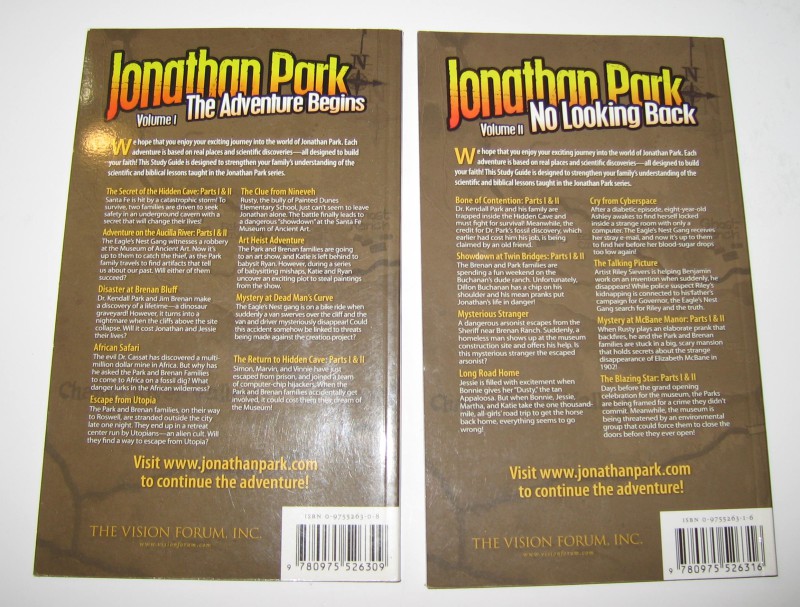 Jonathan Park
Volume I The Adventure Begins
N
We hope that you enjoy your exciting journey into the world of Jonathan Park. Each
adventure is based on real places and scientific discoveries—all designed to build
your faith! This Study Guide is designed to strengthen your family's understanding of the
scientific and biblical lessons taught in the Jonathan Park series.
The Secret of the Hidden Cave: Parts I & II
Santa Fe is hit by a catastrophic storm! To
survive, two families are driven to seek
safety in an underground cavern with a
secret that will change their lives!
Adventure on the Aucilla River: Parts I & II
The Eagle's Nest Gang witnesses a robbery
at the Museum of Ancient Art. Now it's
up to them to catch the thief, as the Park
family travels to find artifacts that tell
us about our past. Will either of them
succeed?
Disaster at Brenan Bluff
Dr. Kendall Park and Jim Brenan make
a discovery of a lifetime—a dinosaur
graveyard! However, it turns into a
nightmare when the cliffs above the site
collapse. Will it cost Jonathan and Jessie
their lives?
African Safari
The evil Dr. Cassat has discovered a multi-
million dollar mine in Africa. But why has
he asked the Park and Brenan Families
to come to Africa on a fossil dig? What
danger lurks in the African wilderness?
Escape from Utopia
The Park and Brenan families, on their way
to Roswell, are stranded outside the city
late one night. They end up in a retreat
center run by Utopians—an alien cult. Will
they find a way to escape from Utopia?
The Clue from Nineveh
Rusty, the bully of Painted Dunes
Elementary School, just can't seem to leave
Jonathan alone. The battle finally leads to
a dangerous "showdown" at the Santa Fe
Museum of Ancient Art.
Art Heist Adventure
The Park and Brenan families are going
to an art show, and Katie is left behind to
babysit Ryan. However, during a series
of babysitting mishaps, Katie and Ryan
uncover an exciting plot to steal paintings
from the show.
Mystery at Dead Man's Curve
The Eagle's Nest gang is on a bike ride when
suddenly a van swerves over the cliff and the
van and driver mysteriously disappear! Could
this accident somehow be linked to threats
being made against the creation project?
The Return to Hidden Cave: Parts I & II
Simon, Marvin, and Vinnie have just
escaped from prison, and joined a team
of computer-chip hijackers. When the
Park and Brenan families accidentally get
involved, it could cost them their dream of
the Museum!
Visit www.jonathanpark.com
to continue the adventure!
THE VISION FORUM, INC.
www.visionforum.com
ISBN 0-9755263-0-8
9 780975 526309
Jonathan Park
Volume II No Looking Back
We hope that you enjoy your exciting journey into the world of Jonathan Park. Each
adventure is based on real places and scientific discoveries—all designed to build
your faith! This Study Guide is designed to strengthen your family's understanding of the
scientific and biblical lessons taught in the Jonathan Park series.
Bone of Contention: Parts I & II
Dr. Kendall Park and his family are
trapped inside the Hidden Cave and
must fight for survival! Meanwhile, the
credit for Dr. Park's fossil discovery, which
earlier had cost him his job, is being
claimed by an old friend.
Showdown at Twin Bridges: Parts I & II
The Brenan and Park Families are
spending a fun weekend on the
Buchanan's dude ranch. Unfortunately,
Dillon Buchanan has a chip on his
shoulder and his mean pranks put
Jonathan's life in danger!
Mysterious Stranger
A dangerous arsonist escapes from the
Sheriff near Brenan Ranch. Suddenly, a
homeless man shows up at the museum
construction site and offers his help. Is
this mysterious stranger the escaped
arsonist?
Long Road Home
Jessie is filled with excitement when
Bonnie gives her "Dusty," the tan
Appaloosa. But when Bonnie, Jessie,
Martha, and Katie take the one thousand-
mile, all-girls' road trip to get the horse
back home, everything seems to go
wrong!
Cry from Cyberspace
After a diabetic episode, eight-year-old
Ashley awakes to find herself locked
inside a strange room with only a
computer. The Eagle's Nest Gang receives
her stray e-mail, and now it's up to them
to find her before her blood-sugar drops
too low again!
The Talking Picture
Artist Riley Sievers is helping Benjamin
work on an invention when suddenly, he
disappears! While police suspect Riley's
kidnapping is connected to his father's
campaign for Governor, the Eagle's Nest
Gang search for Riley and the truth.
Mystery at McBane Manor: Parts I & II
When Rusty plays an elaborate prank that
backfires, he and the Park and Brenan
families are stuck in a big, scary mansion
that holds secrets about the strange
disappearance of Elizabeth McBane in
1902!
The Blazing Star: Parts I & II
Days before the grand opening
celebration for the museum, the Parks
are being framed for a crime they didn't
commit. Meanwhile, the museum is
being threatened by an environmental
group that could force them to close the
doors before they ever open!
Visit www.jonathanpark.com
to continue the adventure!
THE VISION FORUM, INC.
www.visionforum.com
ISBN 0-9755263-1-6
9 780975 526316